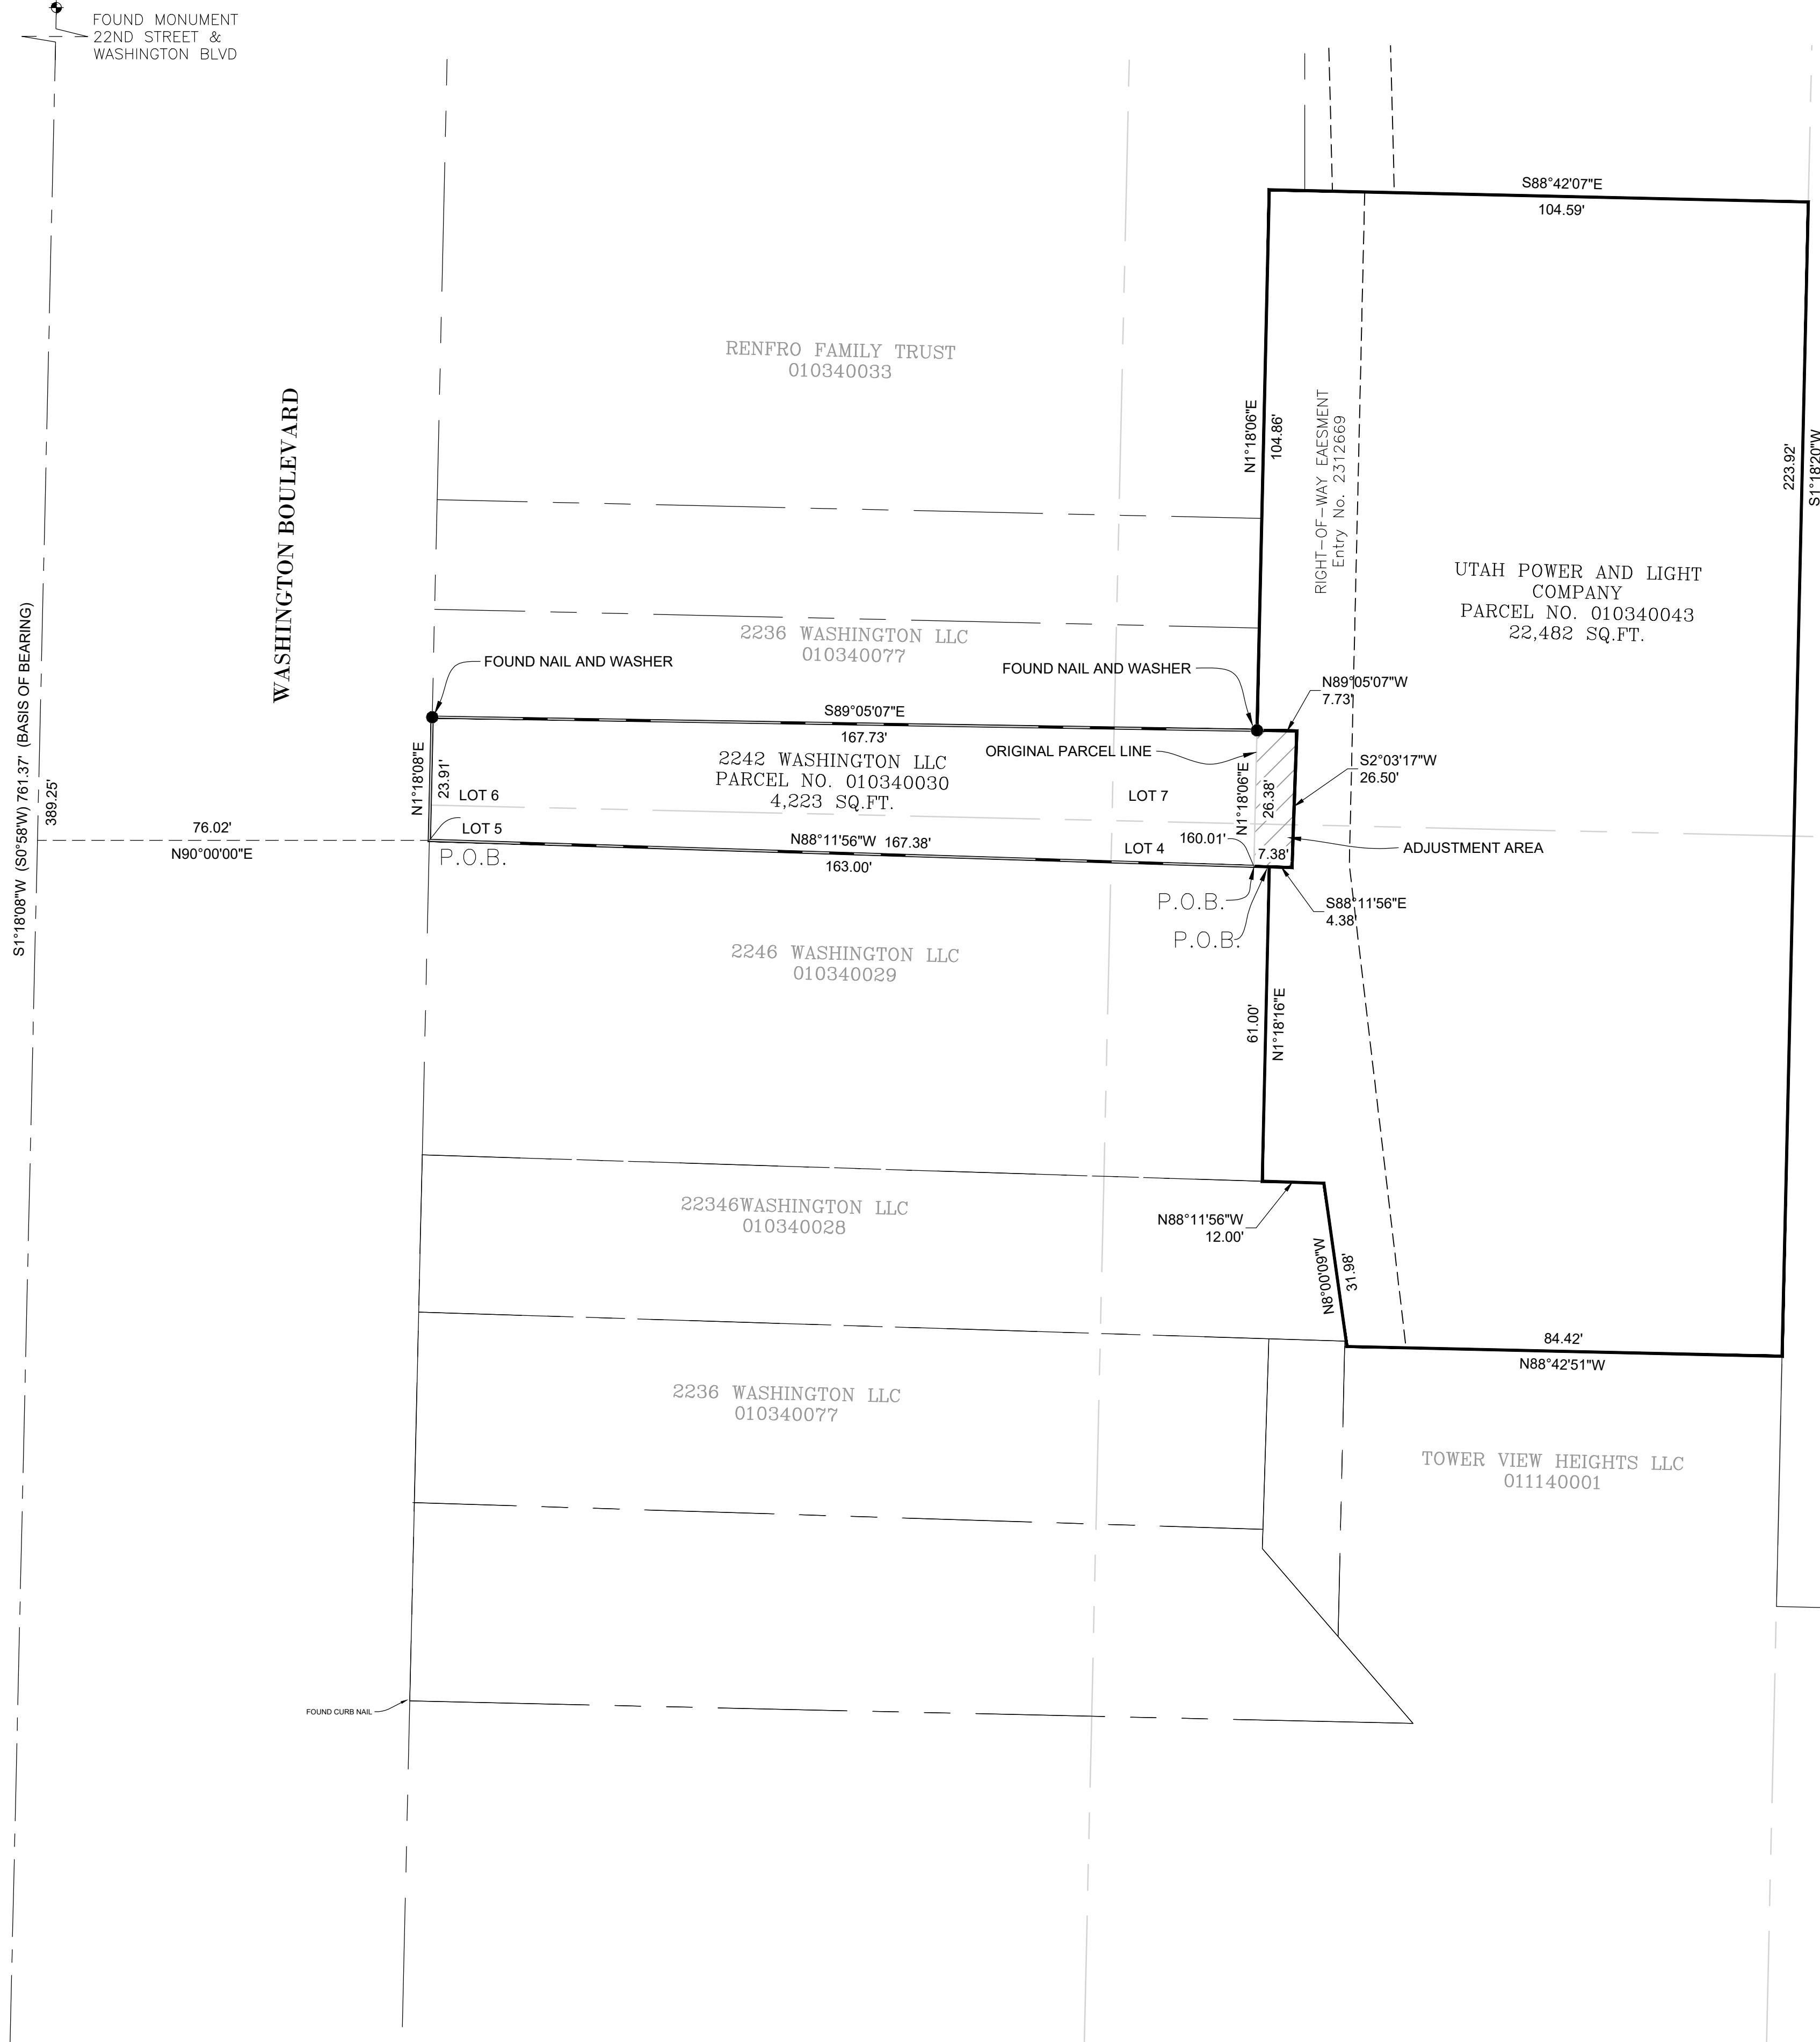 FOUND MONUMENT
22ND STREET &
WASHINGTON BLVD
S88°42'07"E
104.59'
RENFRO FAMILY TRUST
010340033
WASHINGTON BOULEVARD
N1°18'06"E
104.86'
RIGHT-OF-WAY EAESMENT
Entry No. 2312669
223.92'
S1°18'20"W
UTAH POWER AND LIGHT
COMPANY
PARCEL NO. 010340043
22,482 SQ.FT.
S1°18'08"W (S0°58'W) 761.37' (BASIS OF BEARING)
389.25'
2236 WASHINGTON LLC
010340077
FOUND NAIL AND WASHER
FOUND NAIL AND WASHER
N89°05'07"W
7.73'
S89°05'07"E
167.73'
ORIGINAL PARCEL LINE
2242 WASHINGTON LLC
PARCEL NO. 010340030
4,223 SQ.FT.
N1°18'08"E
23.91'
LOT 6
LOT 7
N1°18'06"E
26.38'
S2°03'17"W
26.50'
76.02'
N90°00'00"E
LOT 5
P.O.B.
N88°11'56"W 167.38'
163.00'
LOT 4
160.01'
7.38'
ADJUSTMENT AREA
P.O.B.
S88°11'56"E
4.38'
P.O.B.
2246 WASHINGTON LLC
010340029
61.00'
N1°18'16"E
22346WASHINGTON LLC
010340028
N88°11'56"W
12.00'
N8°00'09"W
31.98'
84.42'
N88°42'51"W
2236 WASHINGTON LLC
010340077
TOWER VIEW HEIGHTS LLC
011140001
FOUND CURB NAIL